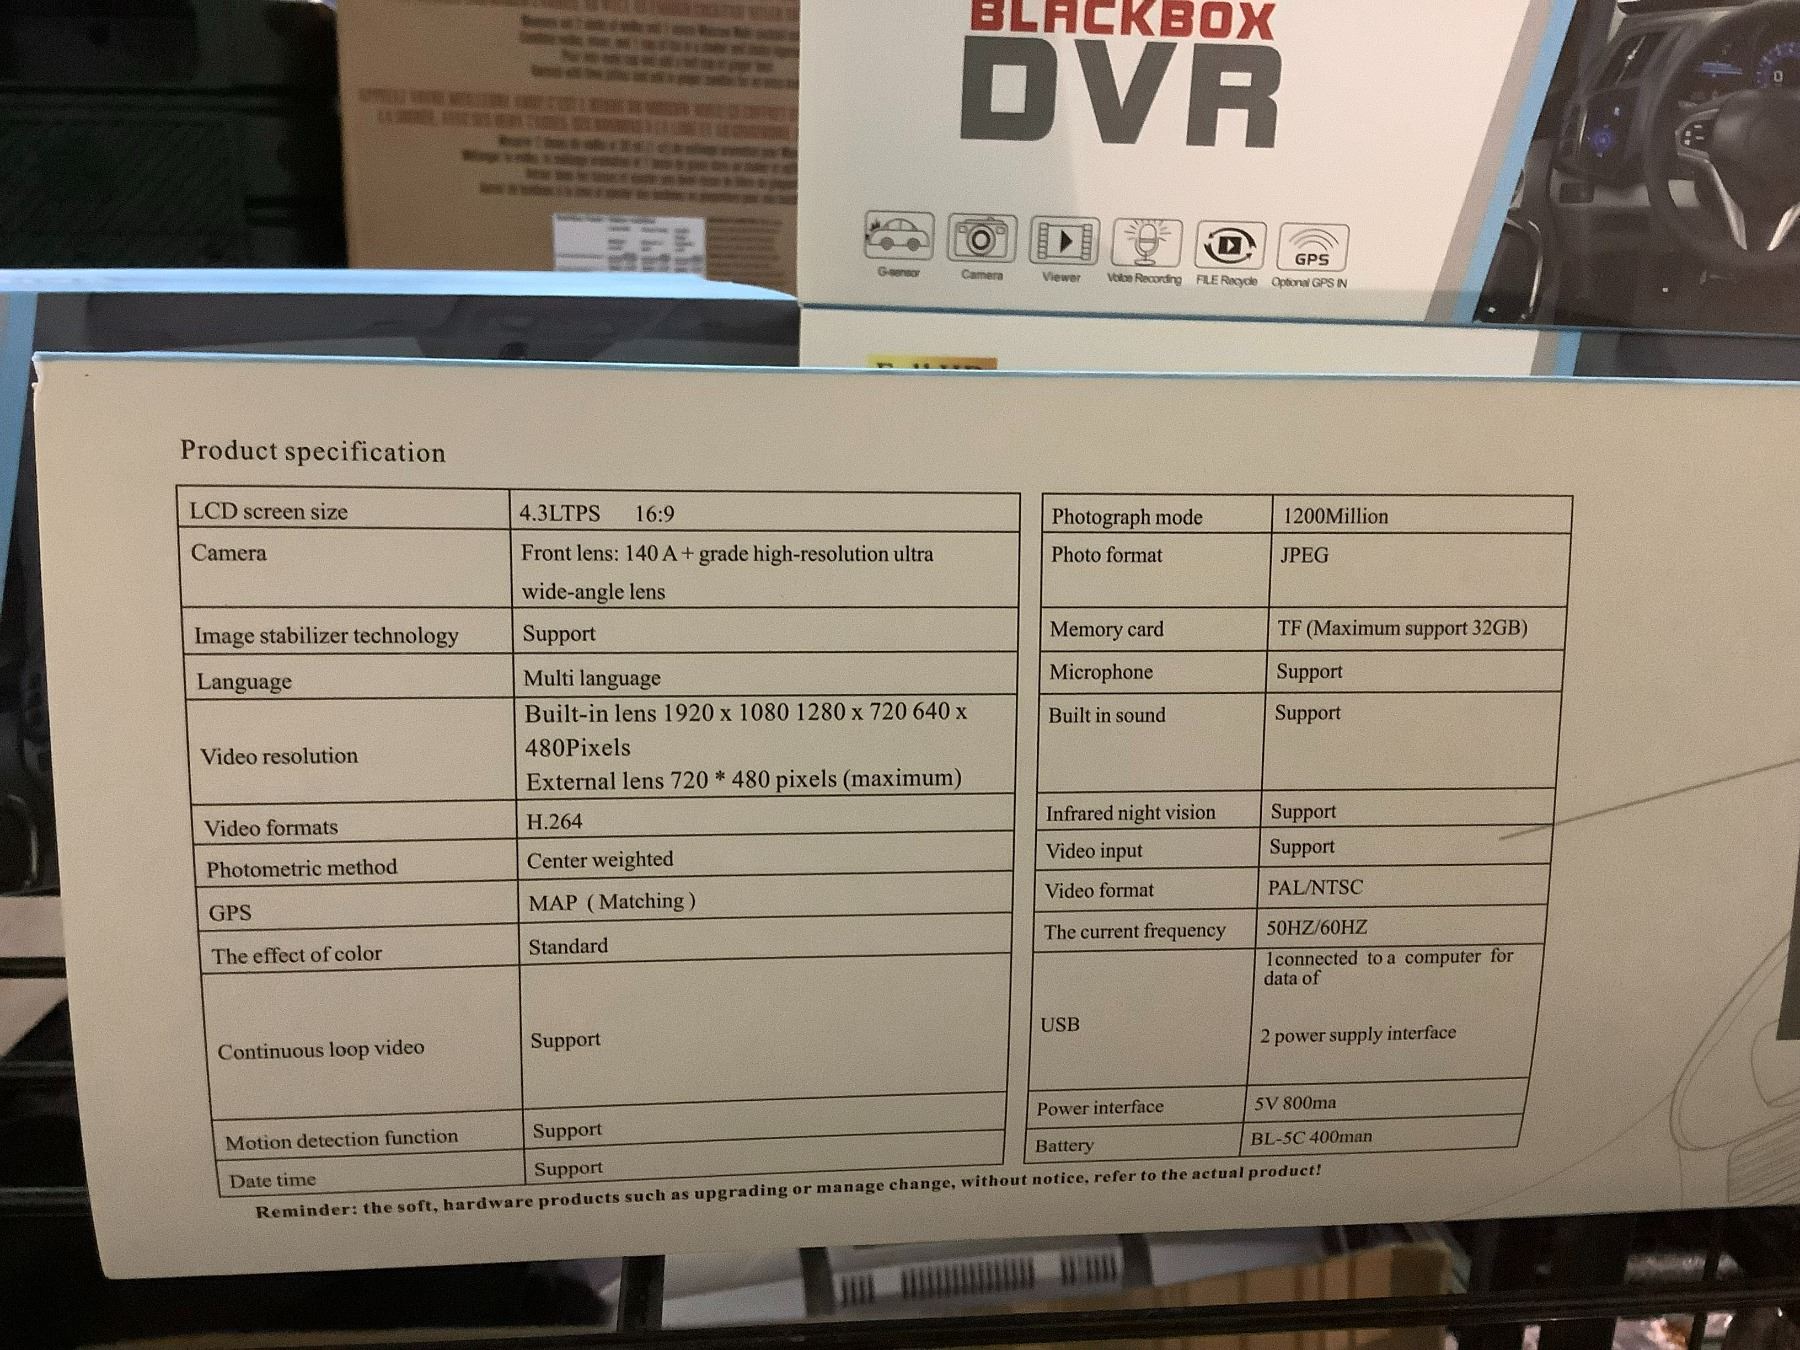 BLACKBOX
DVR
G-sensor
Camera
Viewer
Voice Recording
FILE Recycle
Optional GPS IN
GPS
Product specification
LCD screen size 4.3LTPS 16:9
Camera Front lens: 140 A + grade high-resolution ultra
wide-angle lens
Image stabilizer technology Support
Language Multi language
Video resolution Built-in lens 1920 x 1080 1280 x 720 640 x
480Pixels
External lens 720 * 480 pixels (maximum)
Video formats H.264
Photometric method Center weighted
GPS MAP ( Matching )
The effect of color Standard
Continuous loop video Support
Motion detection function Support
Date time Support
Photograph mode 1200Million
Photo format JPEG
Memory card TF (Maximum support 32GB)
Microphone Support
Built in sound Support
Infrared night vision Support
Video input Support
Video format PAL/NTSC
The current frequency 50HZ/60HZ
USB 1connected to a computer for
data of
2 power supply interface
Power interface 5V 800ma
Battery BL-5C 400man
Reminder: the soft, hardware products such as upgrading or manage change, without notice, refer to the actual product!